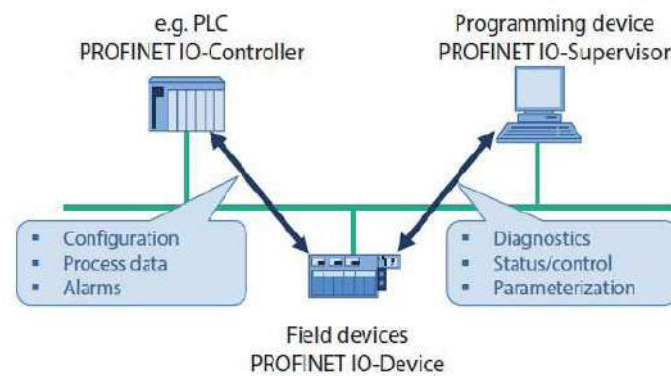 e.g. PLC
PROFINET IO-Controller
Programming device
PROFINET IO-Supervisor
▪ Configuration
▪ Process data
▪ Alarms
▪ Diagnostics
▪ Status/control
▪ Parameterization
Field devices
PROFINET IO-Device